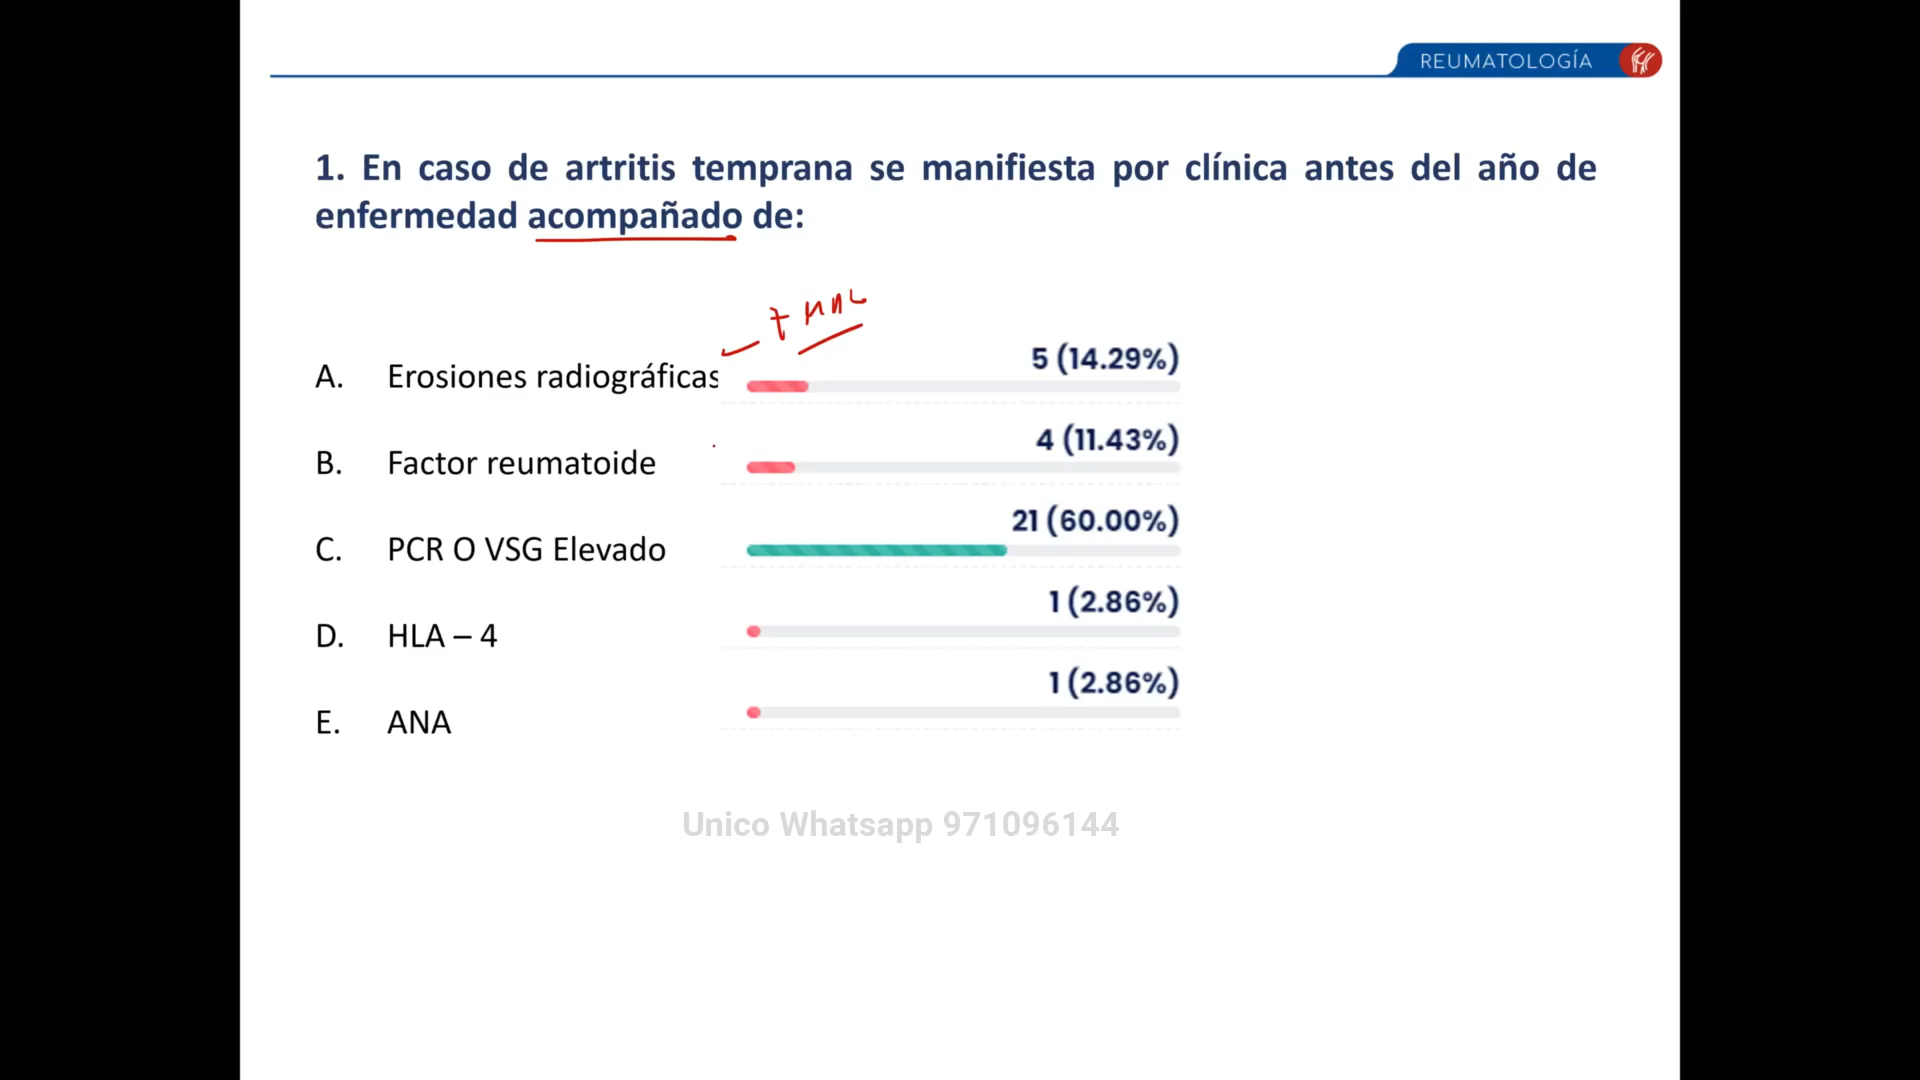 REUMATOLOGÍA
1. En caso de artritis temprana se manifiesta por clínica antes del año de
enfermedad acompañado de:
A. Erosiones radiográficas 5 (14.29%)
B. Factor reumatoide 4 (11.43%)
C. PCR O VSG Elevado 21 (60.00%)
D. HLA – 4 1 (2.86%)
E. ANA 1 (2.86%)
Unico Whatsapp 971096144